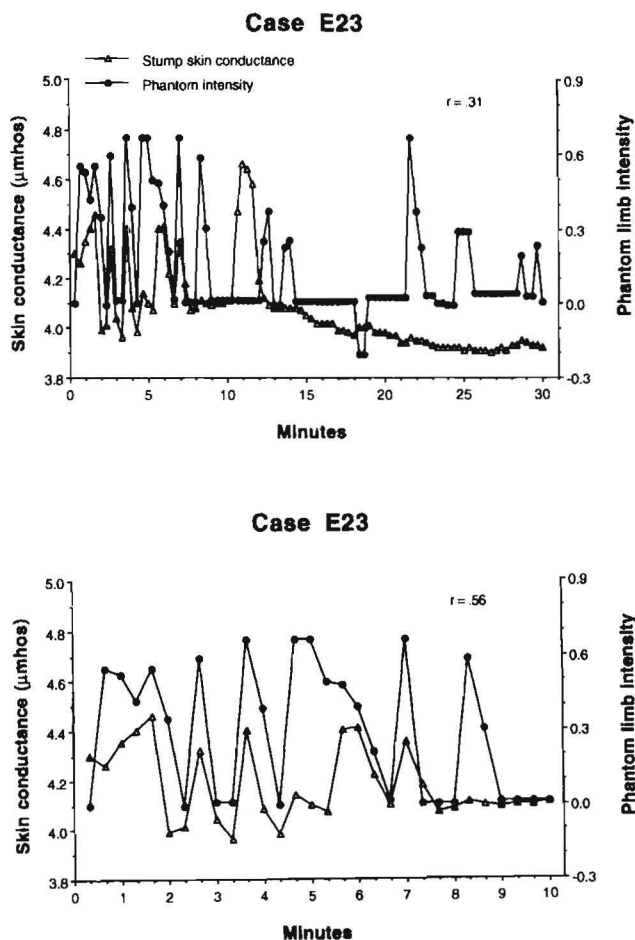 Case E23
Stump skin conductance
Phantom intensity
r = .31
Skin conductance (µmhos)
5.0
4.8
4.6
4.4
4.2
4.0
3.8
0.9
0.6
0.3
0.0
-0.3
Phantom limb Intensity
0 5 10 15 20 25 30
Minutes
Case E23
r = .56
Skin conductance (µmhos)
5.0
4.8
4.6
4.4
4.2
4.0
3.8
0.9
0.6
0.3
0.0
-0.3
Phantom limb Intensity
0 1 2 3 4 5 6 7 8 9 10
Minutes